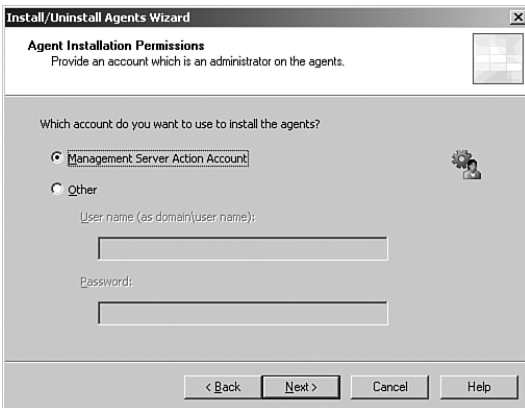 Install/Uninstall Agents Wizard
Agent Installation Permissions
Provide an account which is an administrator on the agents.
Which account do you want to use to install the agents?
Management Server Action Account
Other
User name (as domain\user name):
Password:
< Back Next > Cancel Help